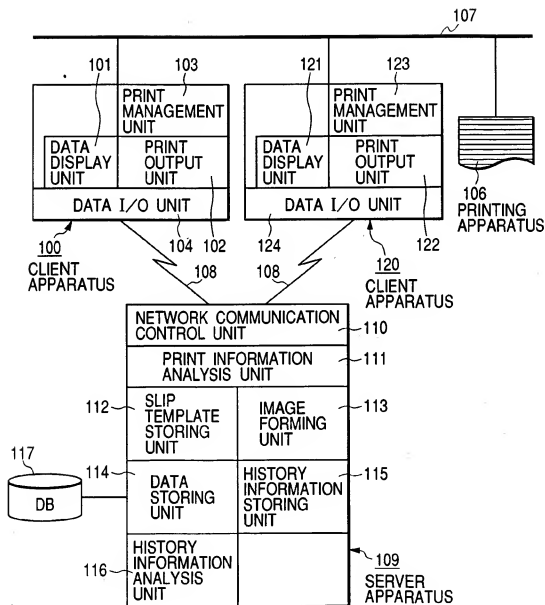 107
101
103
121
123
PRINT
MANAGEMENT
UNIT
DATA
DISPLAY
UNIT
PRINT
OUTPUT
UNIT
DATA I/O UNIT
PRINT
MANAGEMENT
UNIT
DATA
DISPLAY
UNIT
PRINT
OUTPUT
UNIT
DATA I/O UNIT
106
PRINTING
APPARATUS
100
CLIENT
APPARATUS
104
102
124
122
120
CLIENT
APPARATUS
108
108
NETWORK COMMUNICATION
CONTROL UNIT
110
PRINT INFORMATION
ANALYSIS UNIT
111
112
SLIP
TEMPLATE
STORING
UNIT
IMAGE
FORMING
UNIT
113
117
DB
114
DATA
STORING
UNIT
HISTORY
INFORMATION
STORING
UNIT
115
116
HISTORY
INFORMATION
ANALYSIS
UNIT
109
SERVER
APPARATUS